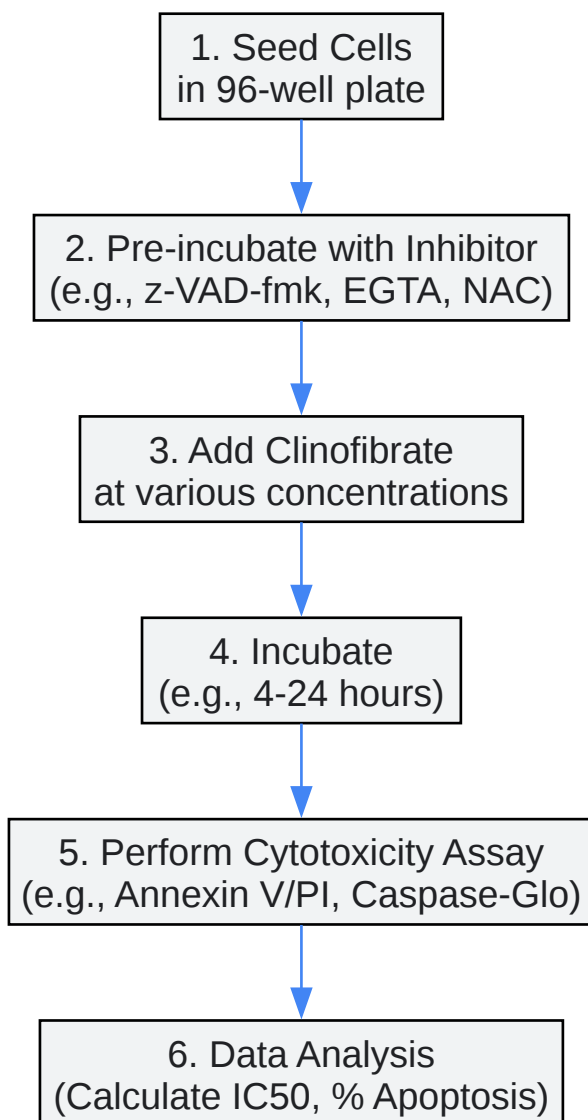 1. Seed Cells
in 96-well plate
2. Pre-incubate with Inhibitor
(e.g., z-VAD-fmk, EGTA, NAC)
3. Add Clinofibrate
at various concentrations
4. Incubate
(e.g., 4-24 hours)
5. Perform Cytotoxicity Assay
(e.g., Annexin V/PI, Caspase-Glo)
6. Data Analysis
(Calculate IC50, % Apoptosis)